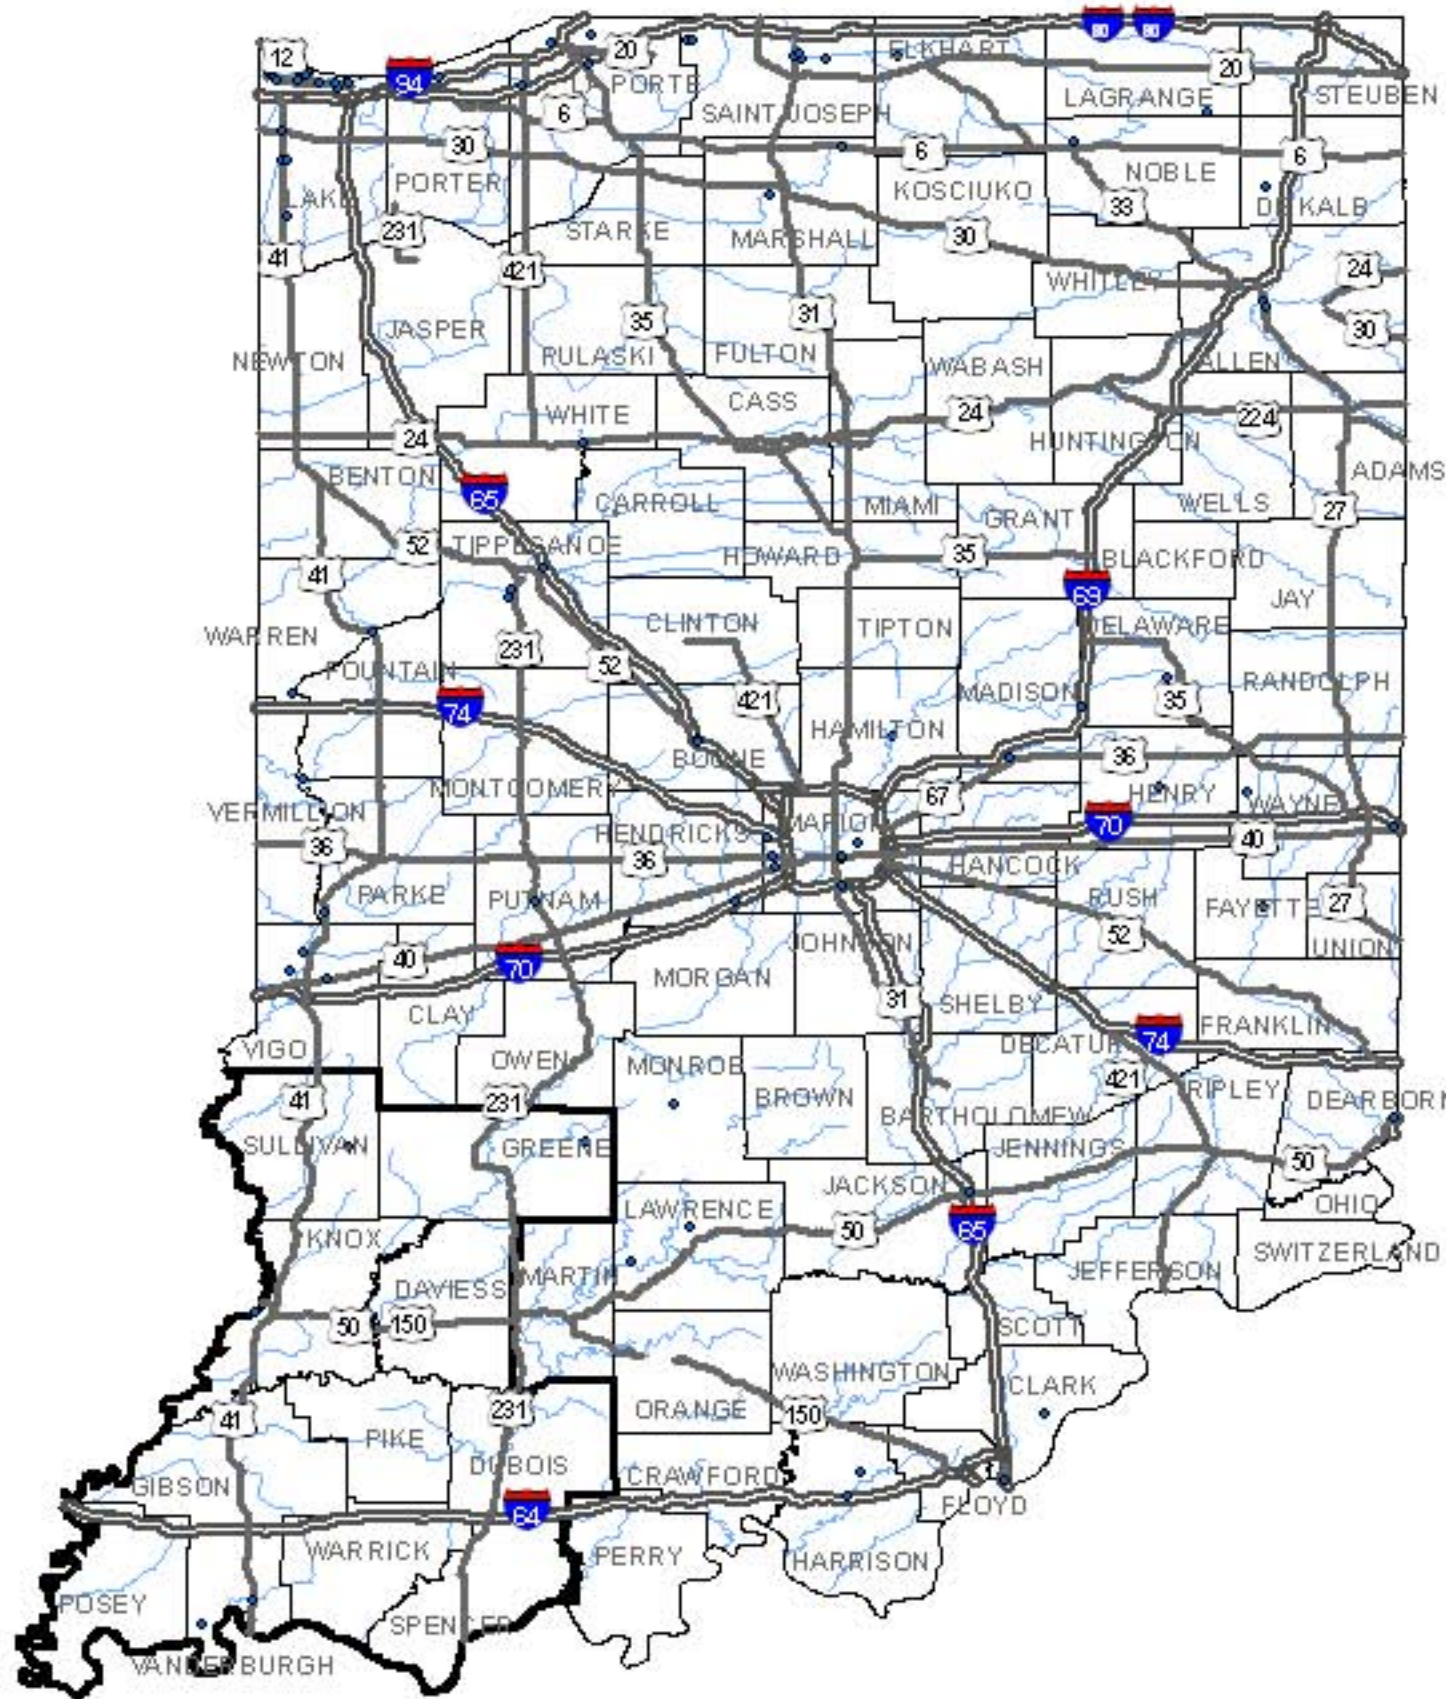 12
94
20
80
80
ELKHART
20
LA PORTE
LAGRANGE
STEUBEN
6
SAINT JOSEPH
30
6
6
PORTER
NOBLE
KOSCIUKO
LAKE
33
DE KALB
231
STARKE
MARSHALL
30
41
421
24
WHITLEY
35
31
30
JASPER
NEWTON
PULASKI
FULTON
WABASH
ALLEN
CASS
WHITE
24
224
24
HUNTINGTON
BENTON
ADAMS
65
CARROLL
MIAMI
WELLS
GRANT
27
52
TIPPECANOE
HOWARD
35
BLACKFORD
41
69
JAY
CLINTON
TIPTON
DELAWARE
WARREN
231
52
FOUNTAIN
MADISON
RANDOLPH
421
35
74
HAMILTON
BOONE
36
MONTGOMERY
67
HENRY
WAYNE
VERMILLION
HENDRICKS
MARION
70
36
36
40
HANCOCK
PARKE
PUTNAM
RUSH
FAYETTE
27
52
JOHNSON
UNION
40
70
MORGAN
31
SHELBY
CLAY
FRANKLIN
VIGO
OWEN
MONROE
DECATUR
74
421
RIPLEY
41
231
BROWN
DEARBORN
BARTHOLOMEW
SULLIVAN
GREENE
JENNINGS
50
JACKSON
LAWRENCE
OHIO
KNOX
50
65
SWITZERLAND
DAVIESS
MARTIN
JEFFERSON
50
150
SCOTT
WASHINGTON
CLARK
41
231
ORANGE
150
PIKE
DUBOIS
GIBSON
CRAWFORD
64
FLOYD
WARRICK
PERRY
HARRISON
POSEY
SPENCER
VANDERBURGH